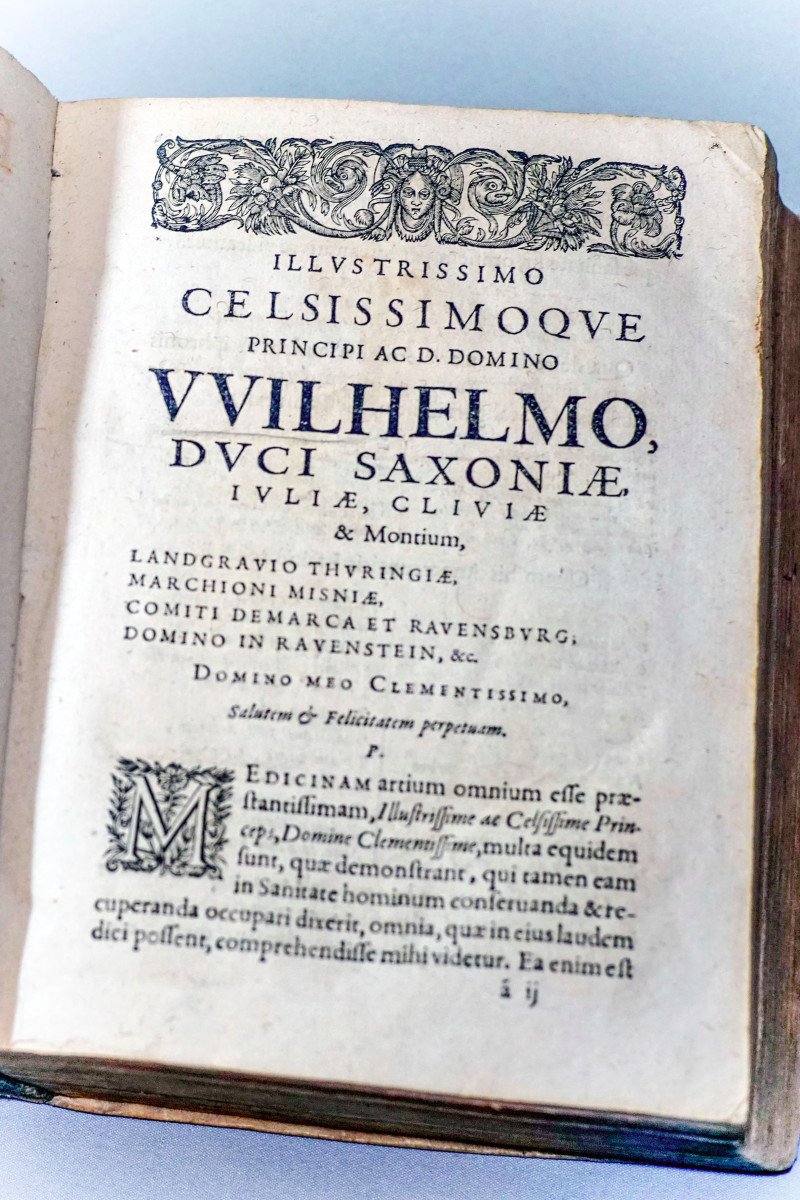 ILLVSTRISSIMO
CELSISSIMOQVE
PRINCIPI AC D. DOMINO
VVILHELMO,
DVCI SAXONIÆ,
IVLIÆ, CLIVIÆ
& Montium,
LANDGRAVIO THVRINGIÆ,
MARCHIONI MISNIÆ,
COMITI DEMARCA ET RAVENSBVRG,
DOMINO IN RAVENSTEIN, &c.
DOMINO MEO CLEMENTISSIMO,
Salutem & Felicitatem perpetuam.
P.
MEDICINAM artium omnium esse præ-
ſtantiſſimam, Illuſtriſſime ac Celſiſſime Prin-
ceps, Domine Clementiſſime, multa equidem
ſunt, quæ demonſtrant, qui tamen eam
in Sanitate hominum conſeruanda & re-
cuperanda occupari dixerit, omnia, quæ in eius laudem
dici poſſent, comprehendiſſe mihi videtur. Ea enim eſt
â ij